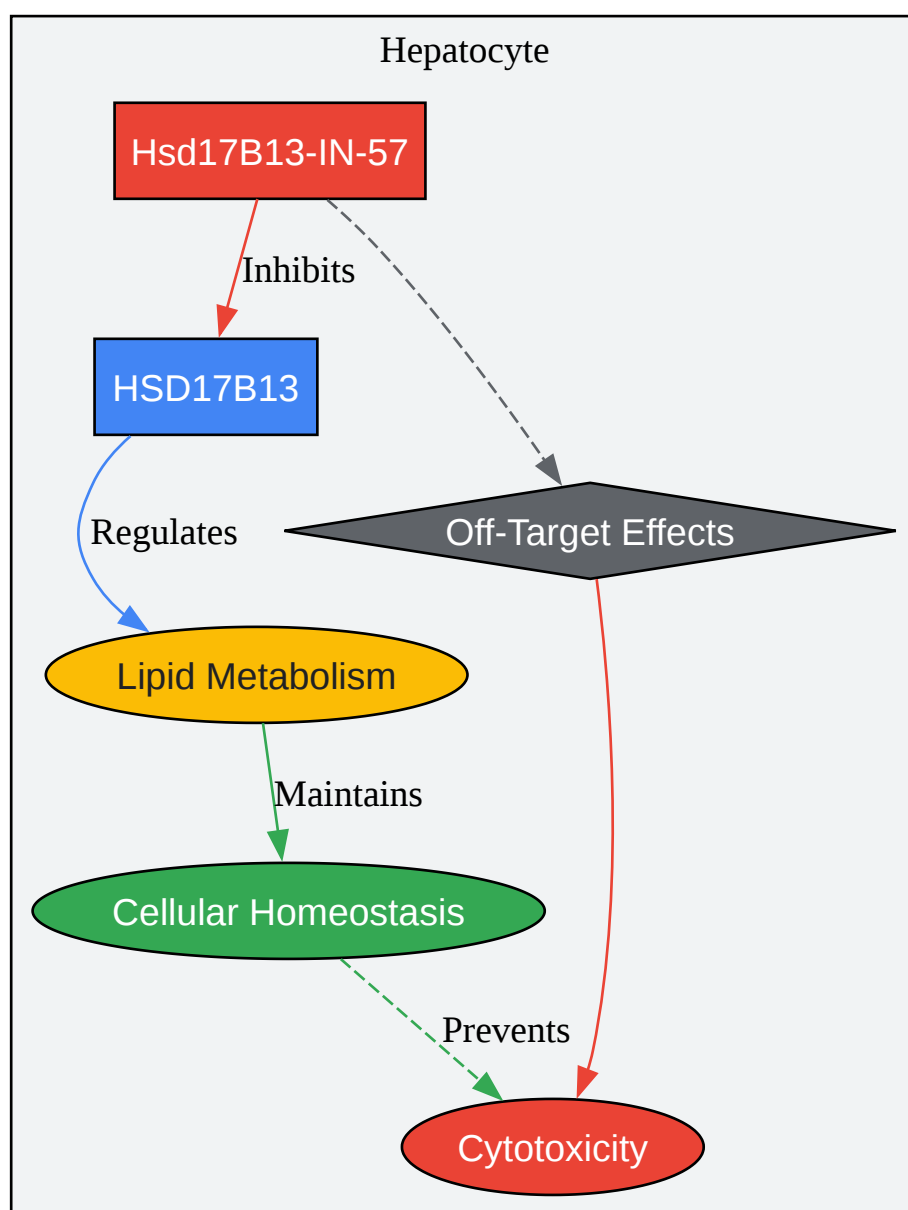 Hepatocyte
Hsd17B13-IN-57
Inhibits
HSD17B13
Regulates
Off-Target Effects
Lipid Metabolism
Maintains
Cellular Homeostasis
Prevents
Cytotoxicity